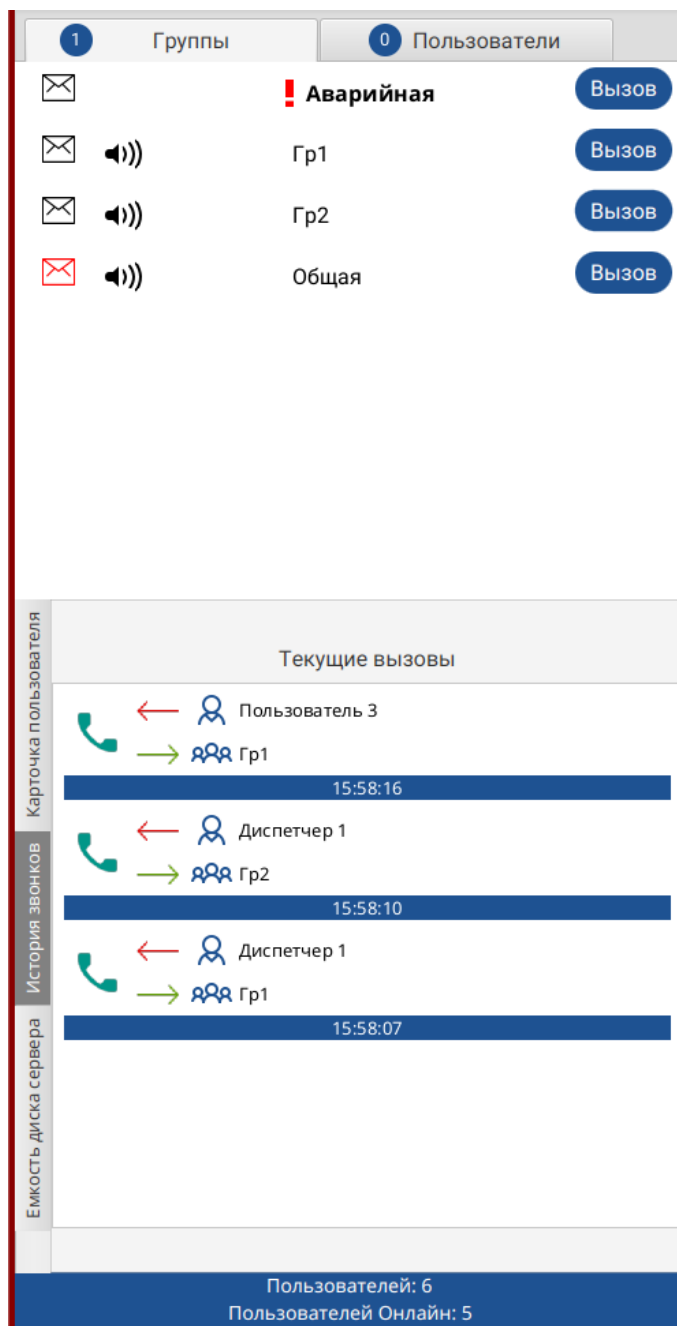 1 Группы 0 Пользователи
Аварийная Вызов
Гр1 Вызов
Гр2 Вызов
Общая Вызов
Карточка пользователя
История звонков
Емкость диска сервера
Текущие вызовы
Пользователь 3
Гр1
15:58:16
Диспетчер 1
Гр2
15:58:10
Диспетчер 1
Гр1
15:58:07
Пользователей: 6
Пользователей Онлайн: 5